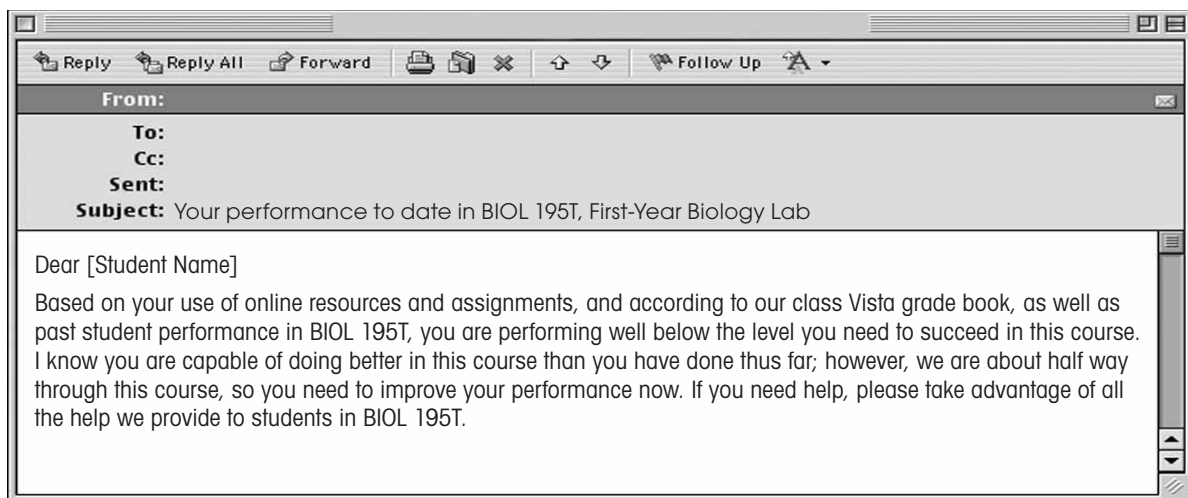 Reply Reply All Forward Follow Up A
From:
To:
Cc:
Sent:
Subject: Your performance to date in BIOL 195T, First-Year Biology Lab
Dear [Student Name]
Based on your use of online resources and assignments, and according to our class Vista grade book, as well as
past student performance in BIOL 195T, you are performing well below the level you need to succeed in this course.
I know you are capable of doing better in this course than you have done thus far; however, we are about half way
through this course, so you need to improve your performance now. If you need help, please take advantage of all
the help we provide to students in BIOL 195T.